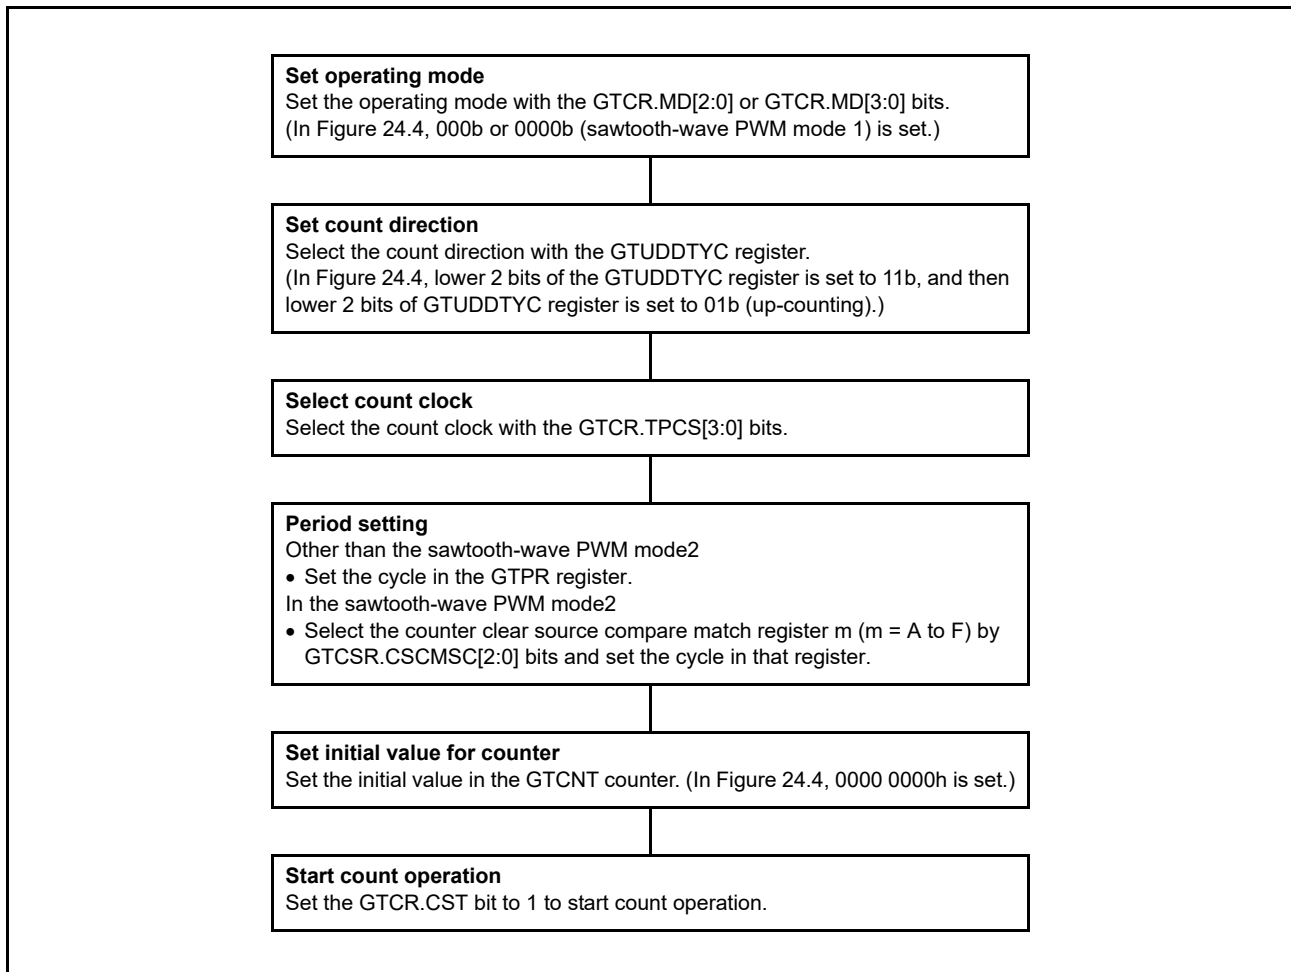 Set operating mode
Set the operating mode with the GTCR.MD[2:0] or GTCR.MD[3:0] bits.
(In Figure 24.4, 000b or 0000b (sawtooth-wave PWM mode 1) is set.)
Set count direction
Select the count direction with the GTUDDTYC register.
(In Figure 24.4, lower 2 bits of the GTUDDTYC register is set to 11b, and then
lower 2 bits of GTUDDTYC register is set to 01b (up-counting).)
Select count clock
Select the count clock with the GTCR.TPCS[3:0] bits.
Period setting
Other than the sawtooth-wave PWM mode2
• Set the cycle in the GTPR register.
In the sawtooth-wave PWM mode2
• Select the counter clear source compare match register m (m = A to F) by
GTCSR.CSCMSC[2:0] bits and set the cycle in that register.
Set initial value for counter
Set the initial value in the GTCNT counter. (In Figure 24.4, 0000 0000h is set.)
Start count operation
Set the GTCR.CST bit to 1 to start count operation.